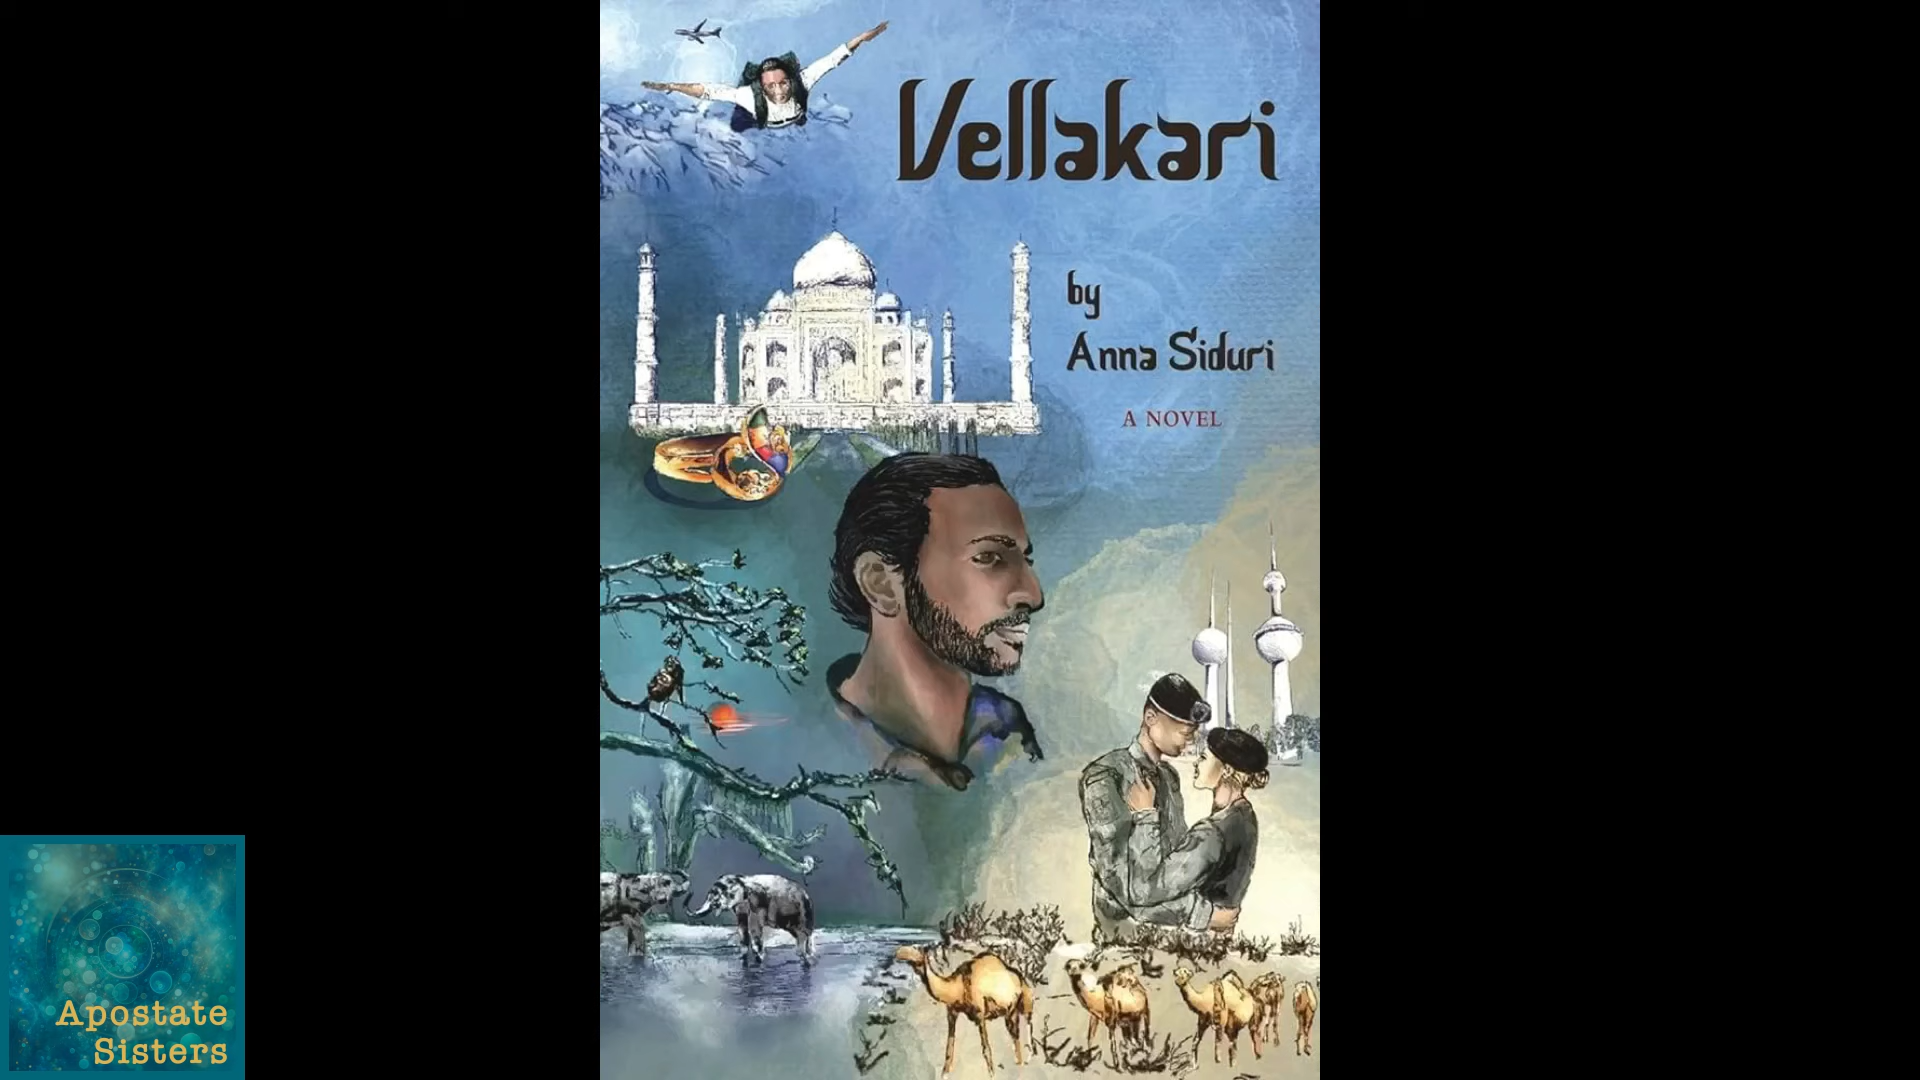 Vellakari
by
Anna Siduri
A NOVEL
Apostate
Sisters